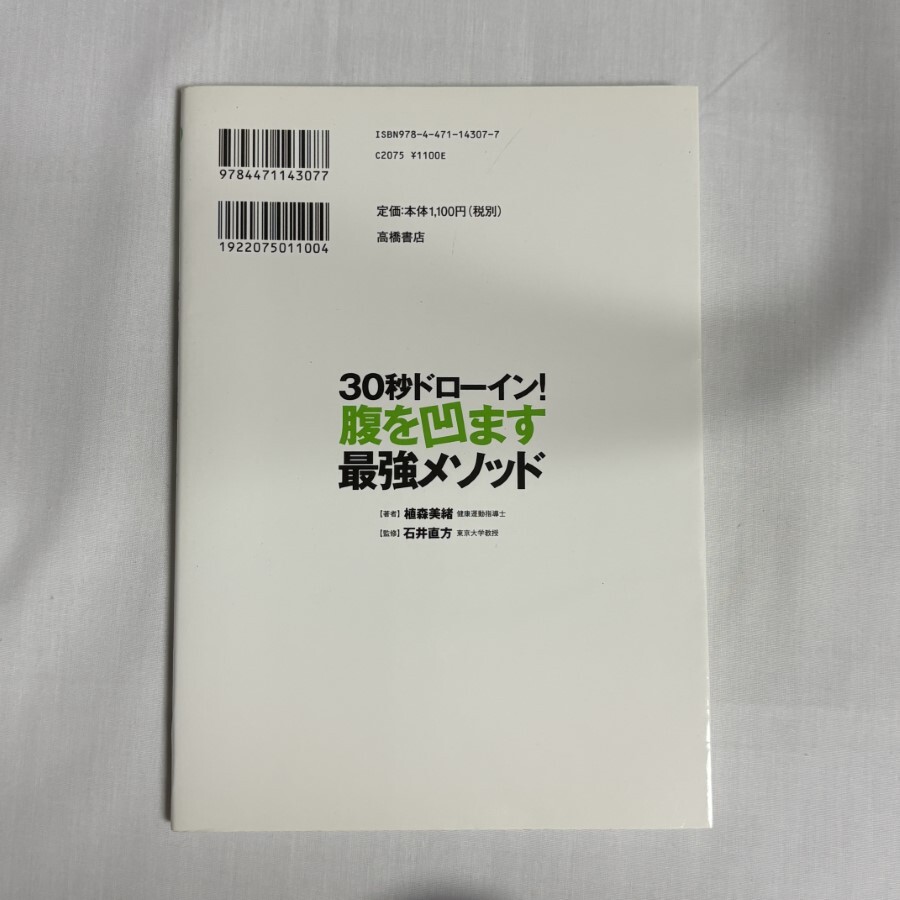 ISBN978-4-471-14307-7
C2075 ¥1100E
9784471143077
定価:本体1,100円(税別)
高橋書店
1922075011004
30秒ドローイン!
腹を凹ます
最強メソッド
【著者】植森美緒 健康運動指導士
【監修】石井直方 東京大学教授